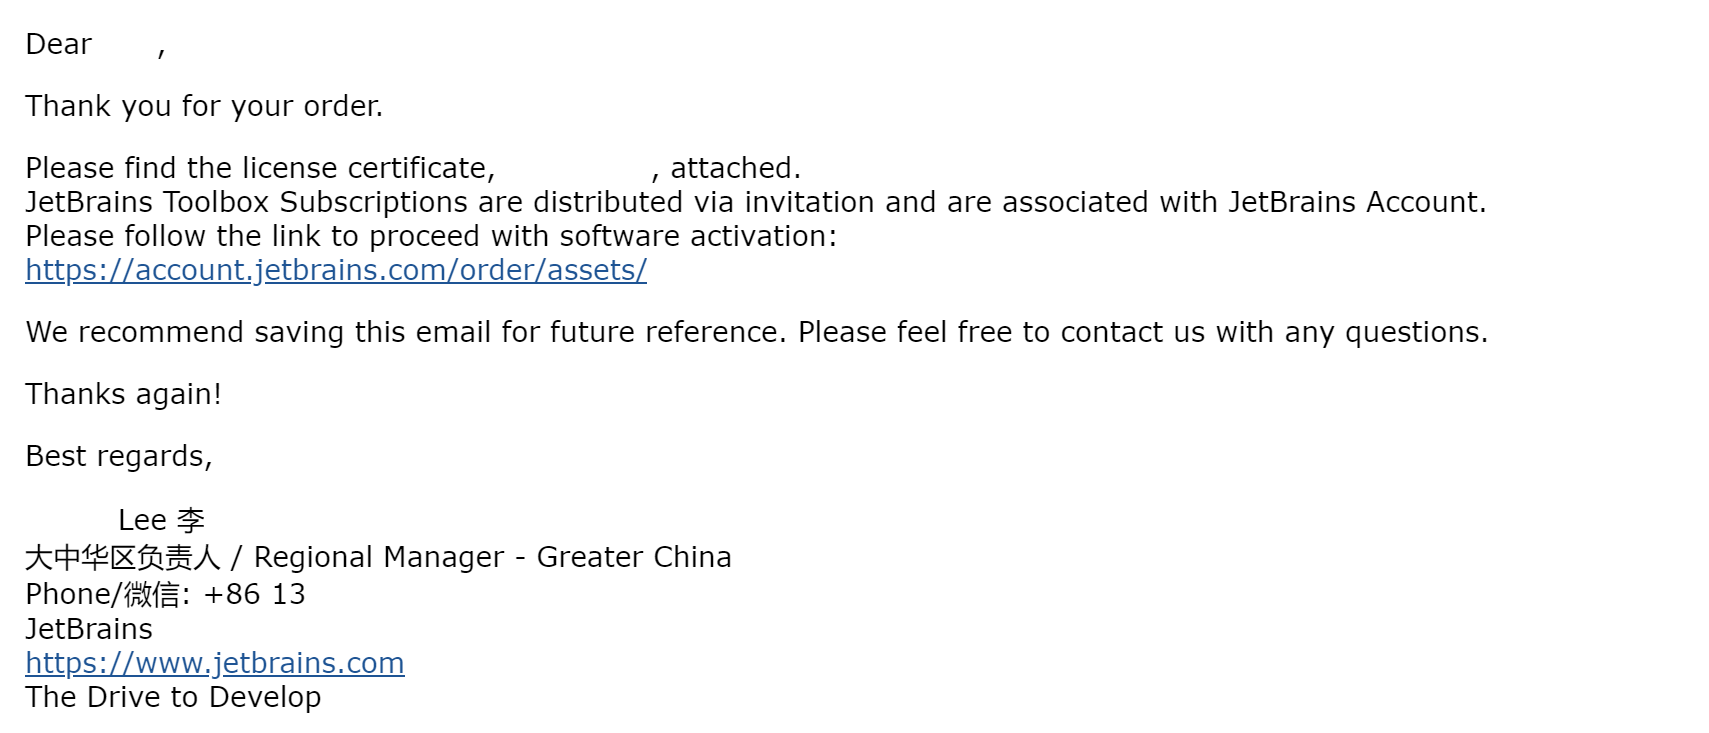 Dear ,
Thank you for your order.
Please find the license certificate, , attached.
JetBrains Toolbox Subscriptions are distributed via invitation and are associated with JetBrains Account.
Please follow the link to proceed with software activation:
https://account.jetbrains.com/order/assets/
We recommend saving this email for future reference. Please feel free to contact us with any questions.
Thanks again!
Best regards,
Lee 李
大中华区负责人 / Regional Manager - Greater China
Phone/微信: +86 13
JetBrains
https://www.jetbrains.com
The Drive to Develop